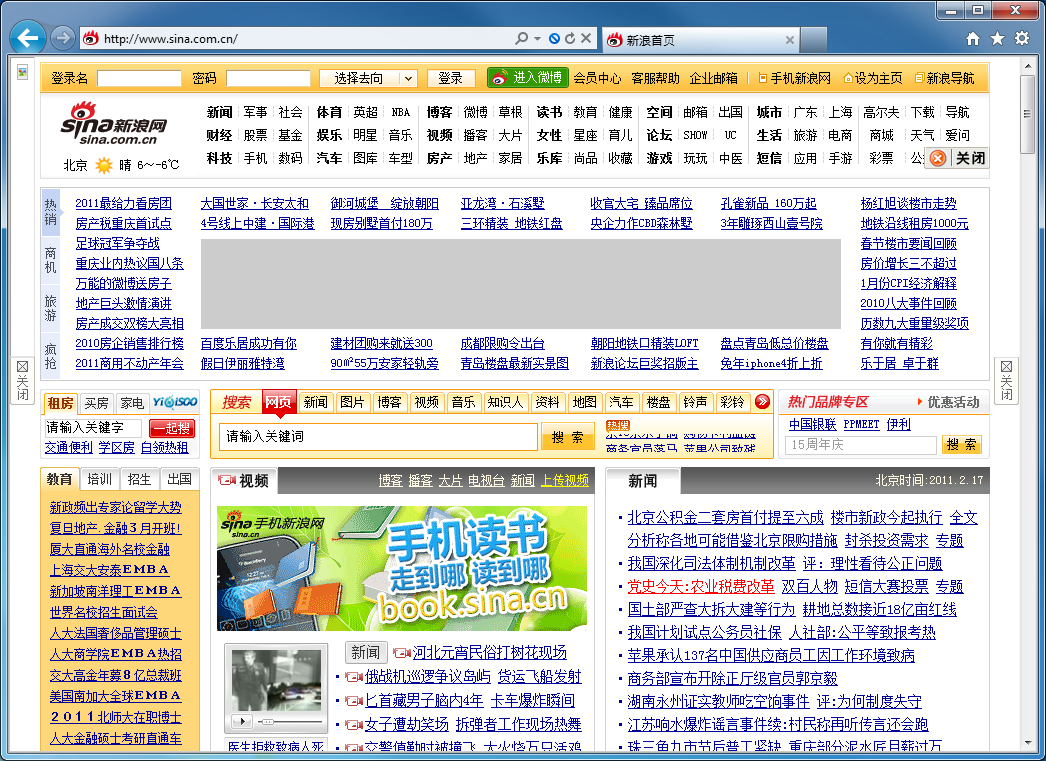 http://www.sina.com.cn/
新浪首页
登录名 密码 选择去向 登录 进入微博 会员中心 客服帮助 企业邮箱 手机新浪网 设为主页 新浪导航
sina新浪网
sina.com.cn
北京 晴 6～-6℃
新闻 军事 社会 体育 英超 NBA 博客 微博 草根 读书 教育 健康 空间 邮箱 出国 城市 广东 上海 高尔夫 下载 导航
财经 股票 基金 娱乐 明星 音乐 视频 播客 大片 女性 星座 育儿 论坛 SHOW UC 生活 旅游 电商 商城 天气 爱问
科技 手机 数码 汽车 图库 车型 房产 地产 家居 乐库 尚品 收藏 游戏 玩玩 中医 短信 应用 手游 彩票 关闭
热销
商机
旅游
疯抢
2011最给力看房团 大国世家·长安太和 御河城堡 绽放朝阳 亚龙湾·石溪墅 收官大宅 臻品席位 孔雀新品 160万起 杨红旭谈楼市走势
房产税重庆首试点 4号线上中建·国际港 现房别墅首付180万 三环精装 地铁红盘 央企力作CBD森林墅 3年雕琢西山壹号院 地铁沿线租房1000元
足球冠军争夺战 春节楼市要闻回顾
重庆业内热议国八条 房价增长三不超过
万能的微博送房子 1月份CPI经济解释
地产巨头激情演讲 2010八大事件回顾
房产成交双榜大亮相 历数九大重量级奖项
2010房企销售排行榜 百度乐居成功有你 建材团购来就送300 成都限购令出台 朝阳地铁口精装LOFT 盘点青岛低总价楼盘 有你就有精彩
2011商用不动产年会 假日伊丽雅特湾 90㎡55万安家轻轨旁 青岛楼盘最新实景图 新浪论坛巨奖招版主 兔年iphone4折上折 乐于居 卓于群
关闭
关闭
租房 买房 家电 YiQiSOO
请输入关键字 一起搜
交通便利 学区房 白领热租
搜索 网页 新闻 图片 博客 视频 音乐 知识人 资料 地图 汽车 楼盘 铃声 彩铃
请输入关键词 搜 索 热搜
热门品牌专区 优惠活动
中国银联 PPMEET 伊利
15周年庆 搜 索
教育 培训 招生 出国
新政频出专家论留学大势
复旦地产·金融3月开班!
厦大直通海外名校金融
上海交大安泰EMBA
新加坡南洋理工EMBA
世界名校招生面试会
人大法国奢侈品管理硕士
人大商学院EMBA热招
交大高金年募8亿总裁班
美国南加大全球EMBA
2011北师大在职博士
人大金融硕士考研直通车
视频 博客 播客 大片 电视台 新闻 上传视频
sina手机新浪网
sina.cn
BlackBerry
手机读书
走到哪 读到哪
book.sina.cn
新闻 河北元宵民俗打树花现场
俄战机巡逻争议岛屿 货运飞船发射
匕首藏男子脑内4年 卡车爆炸瞬间
女子遭劫笑场 拆弹者工作现场热舞
交警值勤时被撞飞 大火烧万只活鸡
医生拒救致病人死
新闻 北京时间:2011.2.17
北京公积金二套房首付提至六成 楼市新政今起执行 全文
分析称各地可能借鉴北京限购措施 封杀投资需求 专题
我国深化司法体制机制改革 评：理性看待公正问题
党史今天:农业税费改革 双百人物 短信大赛投票 专题
国土部严查大拆大建等行为 耕地总数接近18亿亩红线
我国计划试点公务员社保 人社部:公平等致报考热
苹果承认137名中国供应商员工因工作环境致病
商务部宣布开除正厅级官员郭京毅
湖南永州证实教师吃空饷事件 评:为何制度失守
江苏响水爆炸谣言事件续:村民称再听传言还会跑
珠三角九市节后普工紧缺 重庆部分泥水匠月薪过万